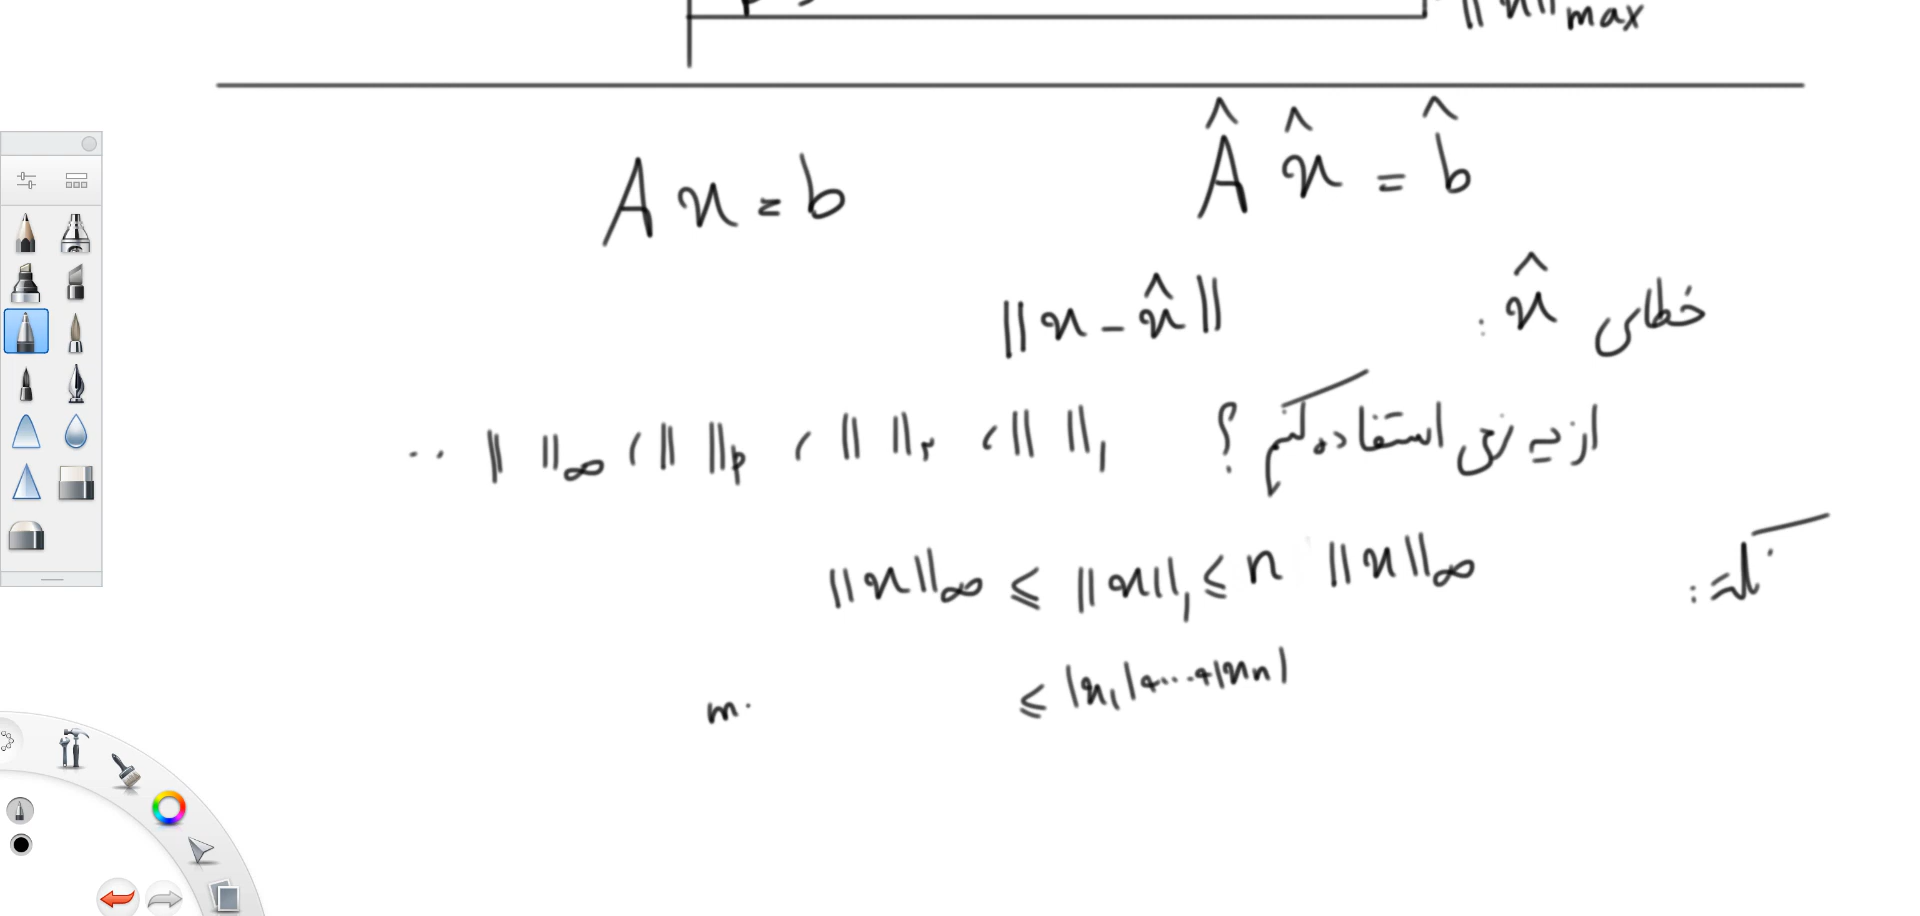 ‖x‖max
Ax = b    Âx̂ = b̂
خطای x̂ : ‖x - x̂‖
از چه نرمی استفاده کنیم؟ ‖ ‖₁ ، ‖ ‖₂ ، ‖ ‖p ، ‖ ‖∞ ..
نکته: ‖x‖∞ ≤ ‖x‖₁ ≤ n ‖x‖∞
m. ≤ |x₁|+...+|xn|